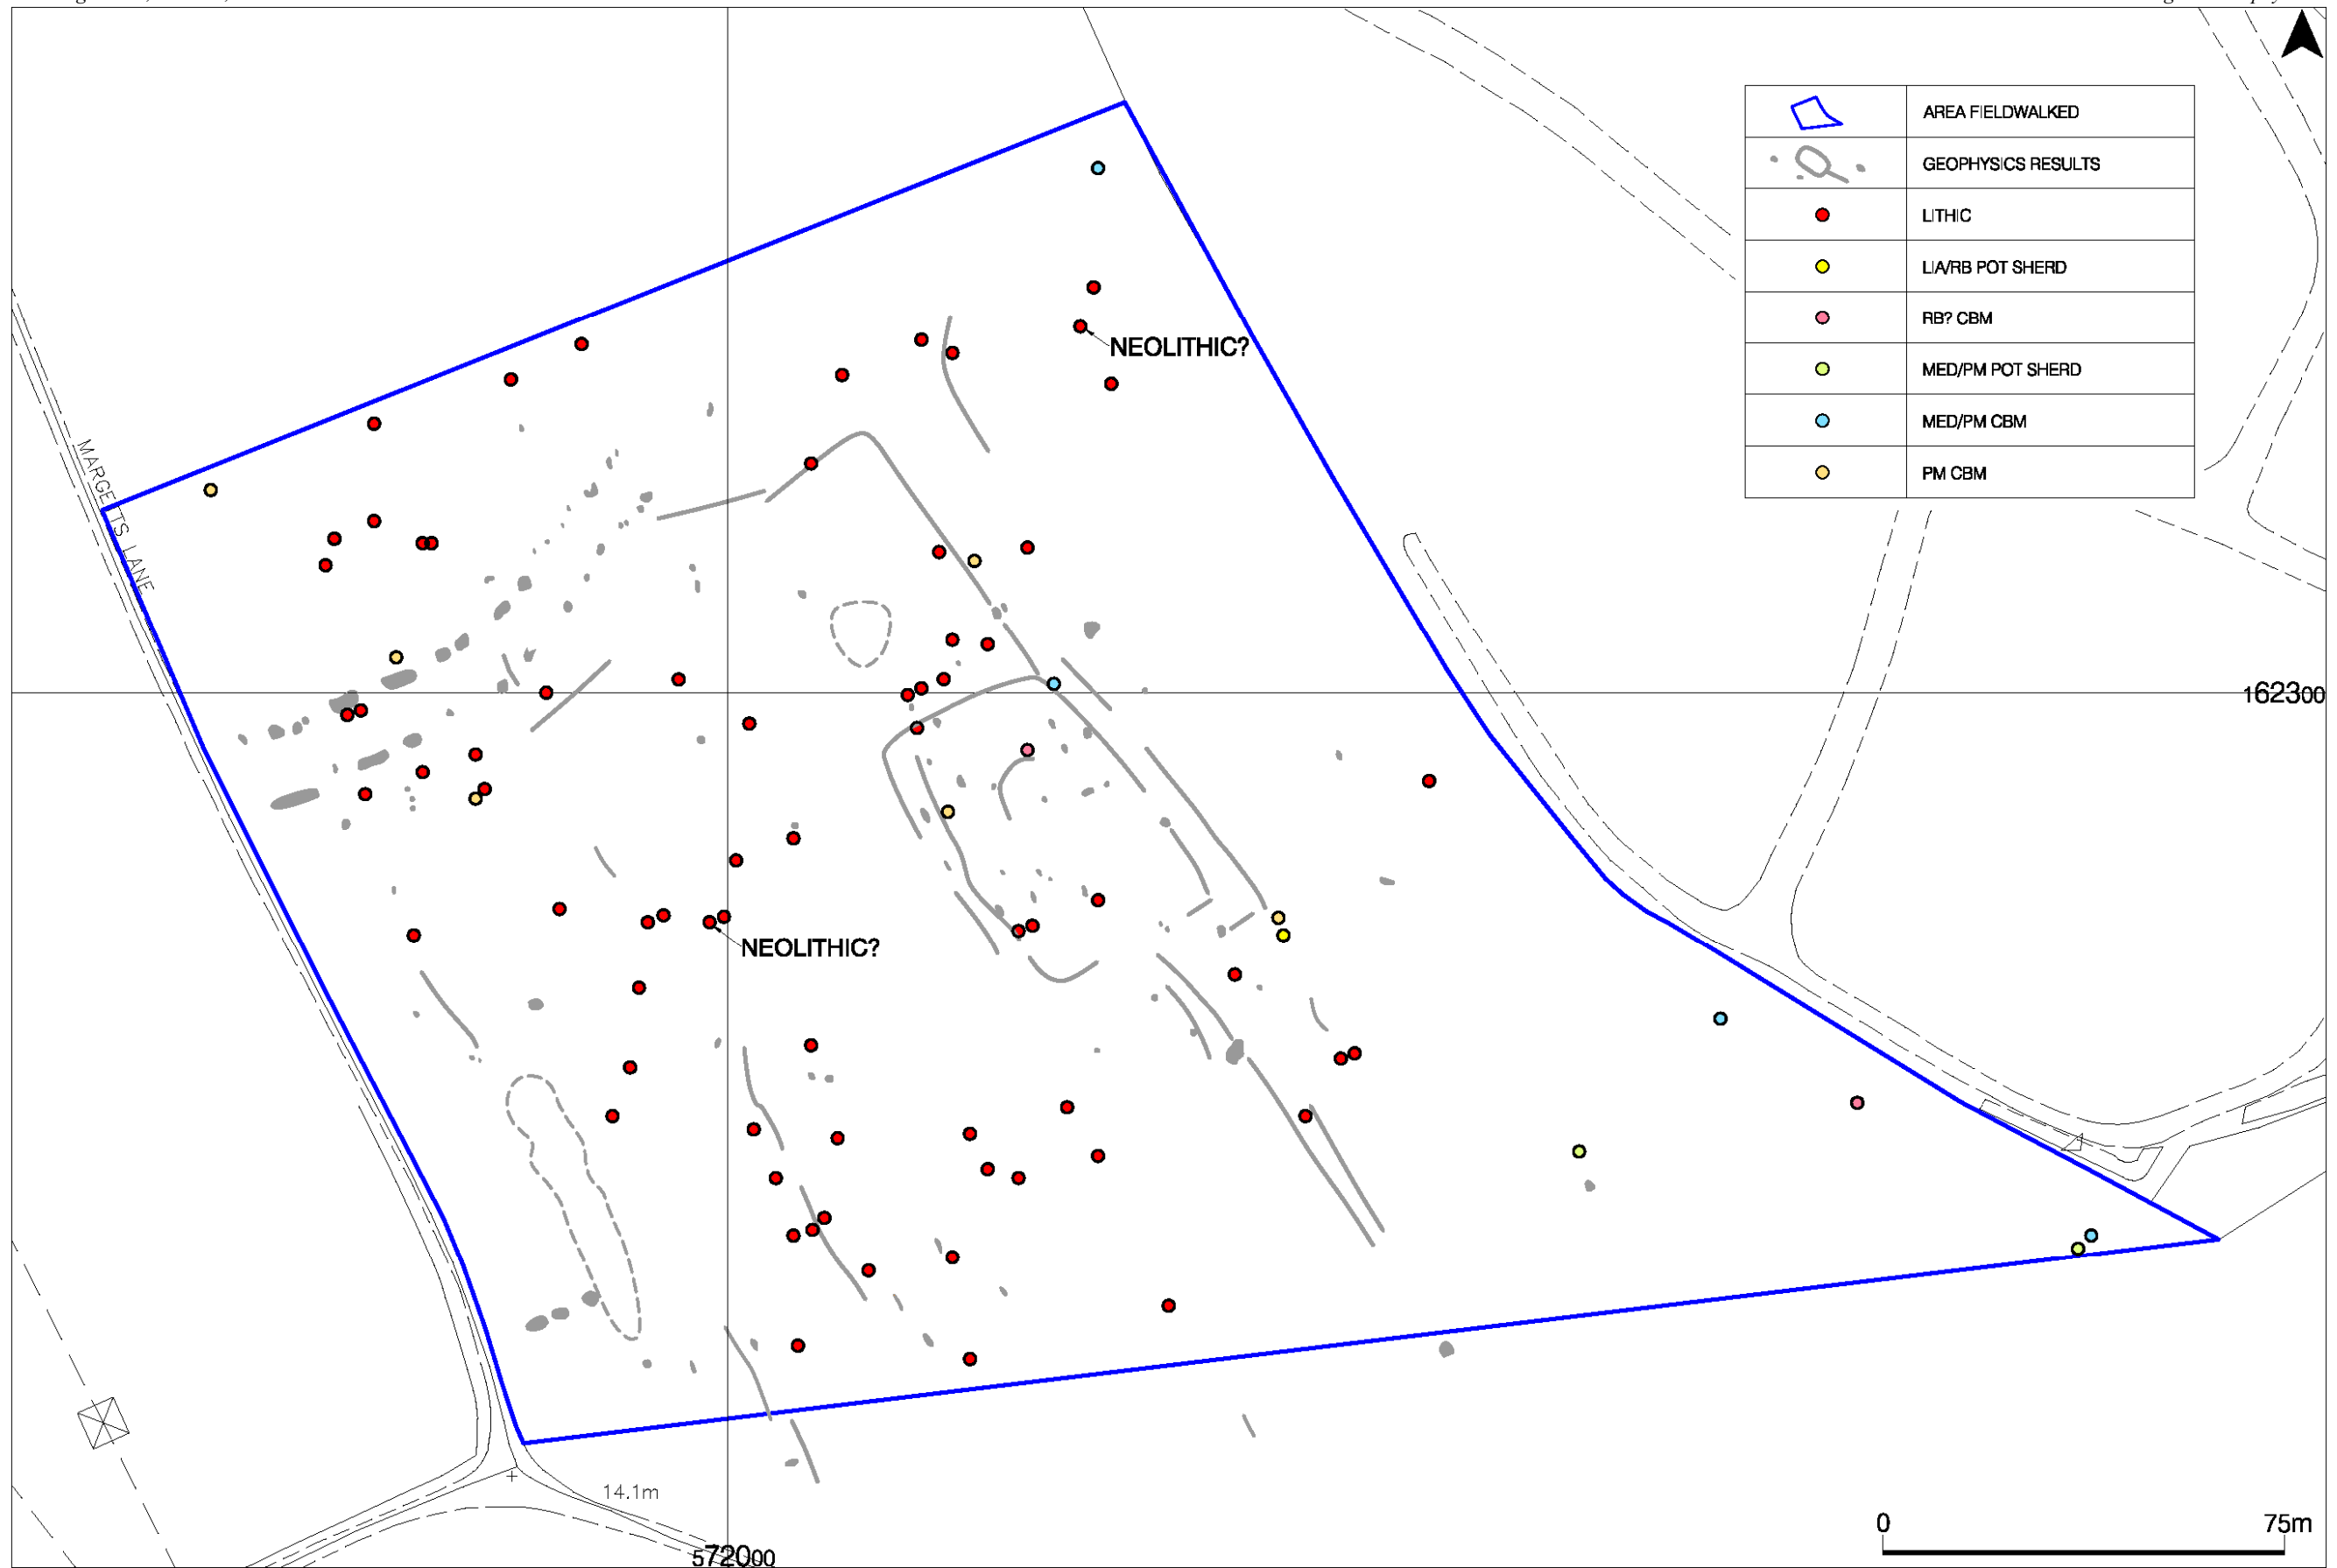 AREA FIELDWALKED
GEOPHYSICS RESULTS
LITHIC
LIA/RB POT SHERD
RB? CBM
MED/PM POT SHERD
MED/PM CBM
PM CBM
NEOLITHIC?
MARGETS LANE
162300
NEOLITHIC?
14.1m
0 75m
572000